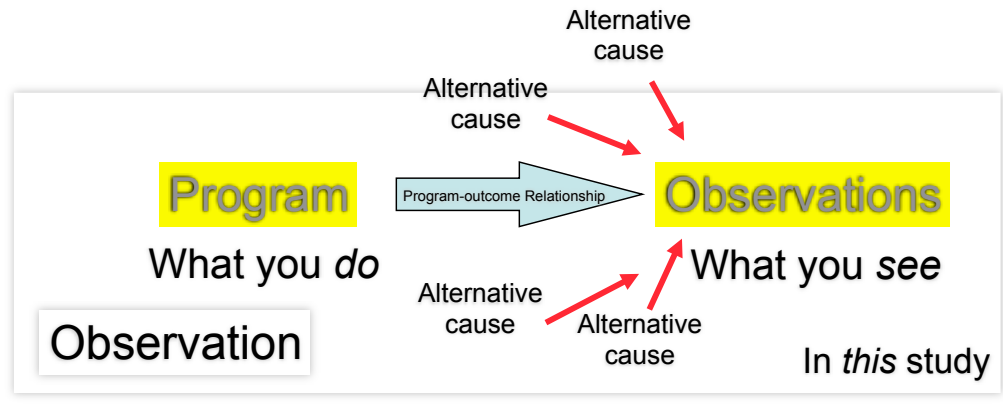 Alternative
cause
Alternative
cause
Program
Program-outcome Relationship
Observations
What you do
What you see
Alternative
cause
Alternative
cause
Observation
In this study